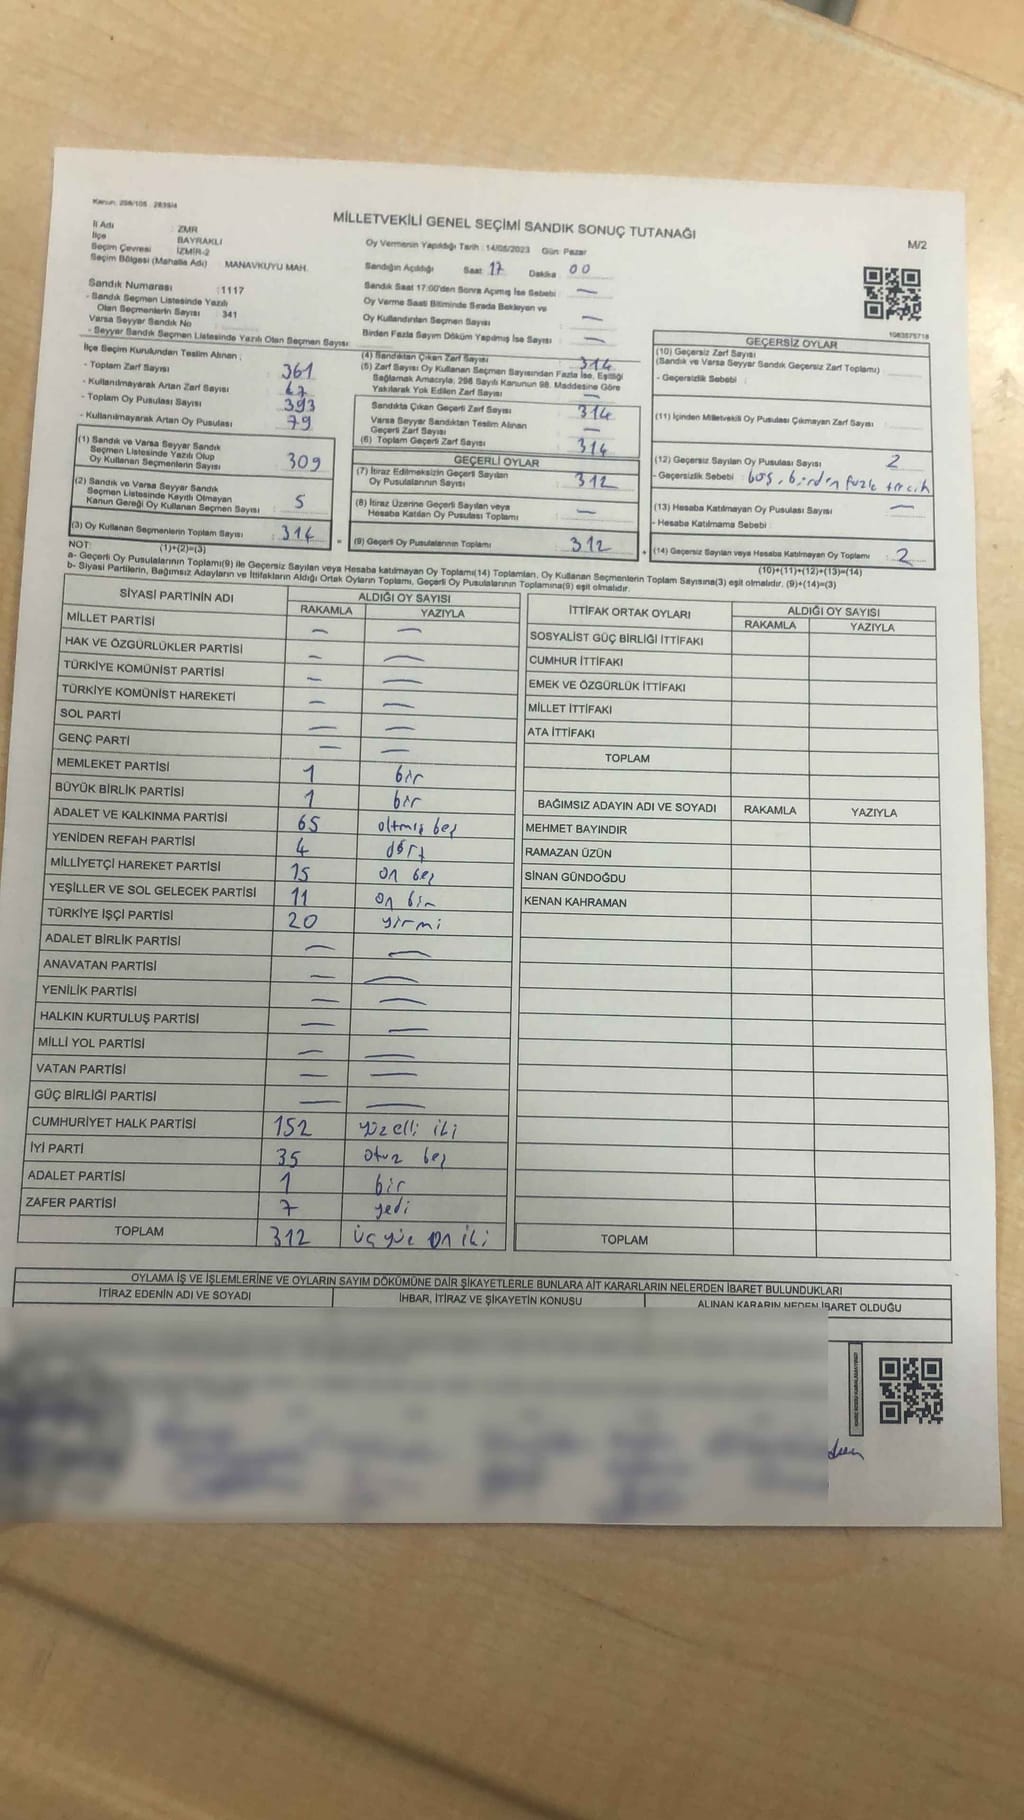 Kanun: 298/105 : 2839/4
MİLLETVEKİLİ GENEL SEÇİMİ SANDIK SONUÇ TUTANAĞI
M/2
İl Adı : ZMR
İlçe BAYRAKLI
Seçim Çevresi İZMİR-2
Seçim Bölgesi (Mahalle Adı) MANAVKUYU MAH.
Sandık Numarası :1117
- Sandık Seçmen Listesinde Yazılı
Olan Seçmenlerin Sayısı : 341
Varsa Seyyar Sandık No
- Seyyar Sandık Seçmen Listesinde Yazılı Olan Seçmen Sayısı:
Oy Vermenin Yapıldığı Tarih : 14/05/2023 Gün: Pazar
Sandığın Açıldığı Saat : 17 Dakika : 00
Sandık Saat 17:00'den Sonra Açımış İse Sebebi : —
Oy Verme Saati Bitiminde Sırada Bekleyen ve
Oy Kullandırılan Seçmen Sayısı : —
Birden Fazla Sayım Döküm Yapılmış İse Sayısı : —
1083575718
İlçe Seçim Kurulundan Teslim Alınan :
- Toplam Zarf Sayısı : 361
- Kullanılmayarak Artan Zarf Sayısı : 47
- Toplam Oy Pusulası Sayısı : 393
- Kullanılmayarak Artan Oy Pusulası : 79
(1) Sandık ve Varsa Seyyar Sandık
Seçmen Listesinde Yazılı Olup
Oy Kullanan Seçmenlerin Sayısı : 309
(2) Sandık ve Varsa Seyyar Sandık
Seçmen Listesinde Kayıtlı Olmayan
Kanun Gereği Oy Kullanan Seçmen Sayısı : 5
(3) Oy Kullanan Seçmenlerin Toplam Sayısı : 314
(4) Sandıktan Çıkan Zarf Sayısı : 314
(5) Zarf Sayısı Oy Kullanan Seçmen Sayısından Fazla İse, Eşitliği
Sağlamak Amacıyla, 298 Sayılı Kanunun 98. Maddesine Göre
Yakılarak Yok Edilen Zarf Sayısı : —
Sandıkta Çıkan Geçerli Zarf Sayısı : 314
Varsa Seyyar Sandıktan Teslim Alınan
Geçerli Zarf Sayısı : —
(6) Toplam Geçerli Zarf Sayısı : 314
GEÇERLİ OYLAR
(7) İtiraz Edilmeksizin Geçerli Sayılan
Oy Pusulalarının Sayısı : 312
(8) İtiraz Üzerine Geçerli Sayılan veya
Hesaba Katılan Oy Pusulası Toplamı : —
(9) Geçerli Oy Pusulalarının Toplamı : 312
GEÇERSİZ OYLAR
(10) Geçersiz Zarf Sayısı
(Sandık ve Varsa Seyyar Sandık Geçersiz Zarf Toplamı) :
- Geçersizlik Sebebi :
(11) İçinden Milletvekili Oy Pusulası Çıkmayan Zarf Sayısı :
(12) Geçersiz Sayılan Oy Pusulası Sayısı : 2
- Geçersizlik Sebebi : boş, birden fazla tercih
(13) Hesaba Katılmayan Oy Pusulası Sayısı : —
- Hesaba Katılmama Sebebi :
(14) Geçersiz Sayılan veya Hesaba Katılmayan Oy Toplamı : 2
(10)+(11)+(12)+(13)=(14)
NOT: (1)+(2)=(3)
a- Geçerli Oy Pusulalarının Toplamı(9) ile Geçersiz Sayılan veya Hesaba katılmayan Oy Toplamı(14) Toplamları, Oy Kullanan Seçmenlerin Toplam Sayısına(3) eşit olmalıdır. (9)+(14)=(3)
b- Siyasi Partilerin, Bağımsız Adayların ve İttifakların Aldığı Ortak Oyların Toplamı, Geçerli Oy Pusulalarının Toplamına(9) eşit olmalıdır.
SİYASİ PARTİNİN ADI ALDIĞI OY SAYISI
RAKAMLA YAZIYLA
MİLLET PARTİSİ — —
HAK VE ÖZGÜRLÜKLER PARTİSİ — —
TÜRKİYE KOMÜNİST PARTİSİ — —
TÜRKİYE KOMÜNİST HAREKETİ — —
SOL PARTİ — —
GENÇ PARTİ — —
MEMLEKET PARTİSİ 1 bir
BÜYÜK BİRLİK PARTİSİ 1 bir
ADALET VE KALKINMA PARTİSİ 65 altmış beş
YENİDEN REFAH PARTİSİ 4 dört
MİLLİYETÇİ HAREKET PARTİSİ 15 on beş
YEŞİLLER VE SOL GELECEK PARTİSİ 11 on bir
TÜRKİYE İŞÇİ PARTİSİ 20 yirmi
ADALET BİRLİK PARTİSİ — —
ANAVATAN PARTİSİ — —
YENİLİK PARTİSİ — —
HALKIN KURTULUŞ PARTİSİ — —
MİLLİ YOL PARTİSİ — —
VATAN PARTİSİ — —
GÜÇ BİRLİĞİ PARTİSİ — —
CUMHURİYET HALK PARTİSİ 152 yüzelli iki
İYİ PARTİ 35 otuz beş
ADALET PARTİSİ 1 bir
ZAFER PARTİSİ 7 yedi
TOPLAM 312 üçyüz on iki
İTTİFAK ORTAK OYLARI ALDIĞI OY SAYISI
RAKAMLA YAZIYLA
SOSYALİST GÜÇ BİRLİĞİ İTTİFAKI
CUMHUR İTTİFAKI
EMEK VE ÖZGÜRLÜK İTTİFAKI
MİLLET İTTİFAKI
ATA İTTİFAKI
TOPLAM
BAĞIMSIZ ADAYIN ADI VE SOYADI RAKAMLA YAZIYLA
MEHMET BAYINDIR
RAMAZAN ÜZÜN
SİNAN GÜNDOĞDU
KENAN KAHRAMAN
TOPLAM
OYLAMA İŞ VE İŞLEMLERİNE VE OYLARIN SAYIM DÖKÜMÜNE DAİR ŞİKAYETLERLE BUNLARA AİT KARARLARIN NELERDEN İBARET BULUNDUKLARI
İTİRAZ EDENİN ADI VE SOYADI İHBAR, İTİRAZ VE ŞİKAYETİN KONUSU ALINAN KARARIN NEDEN İBARET OLDUĞU